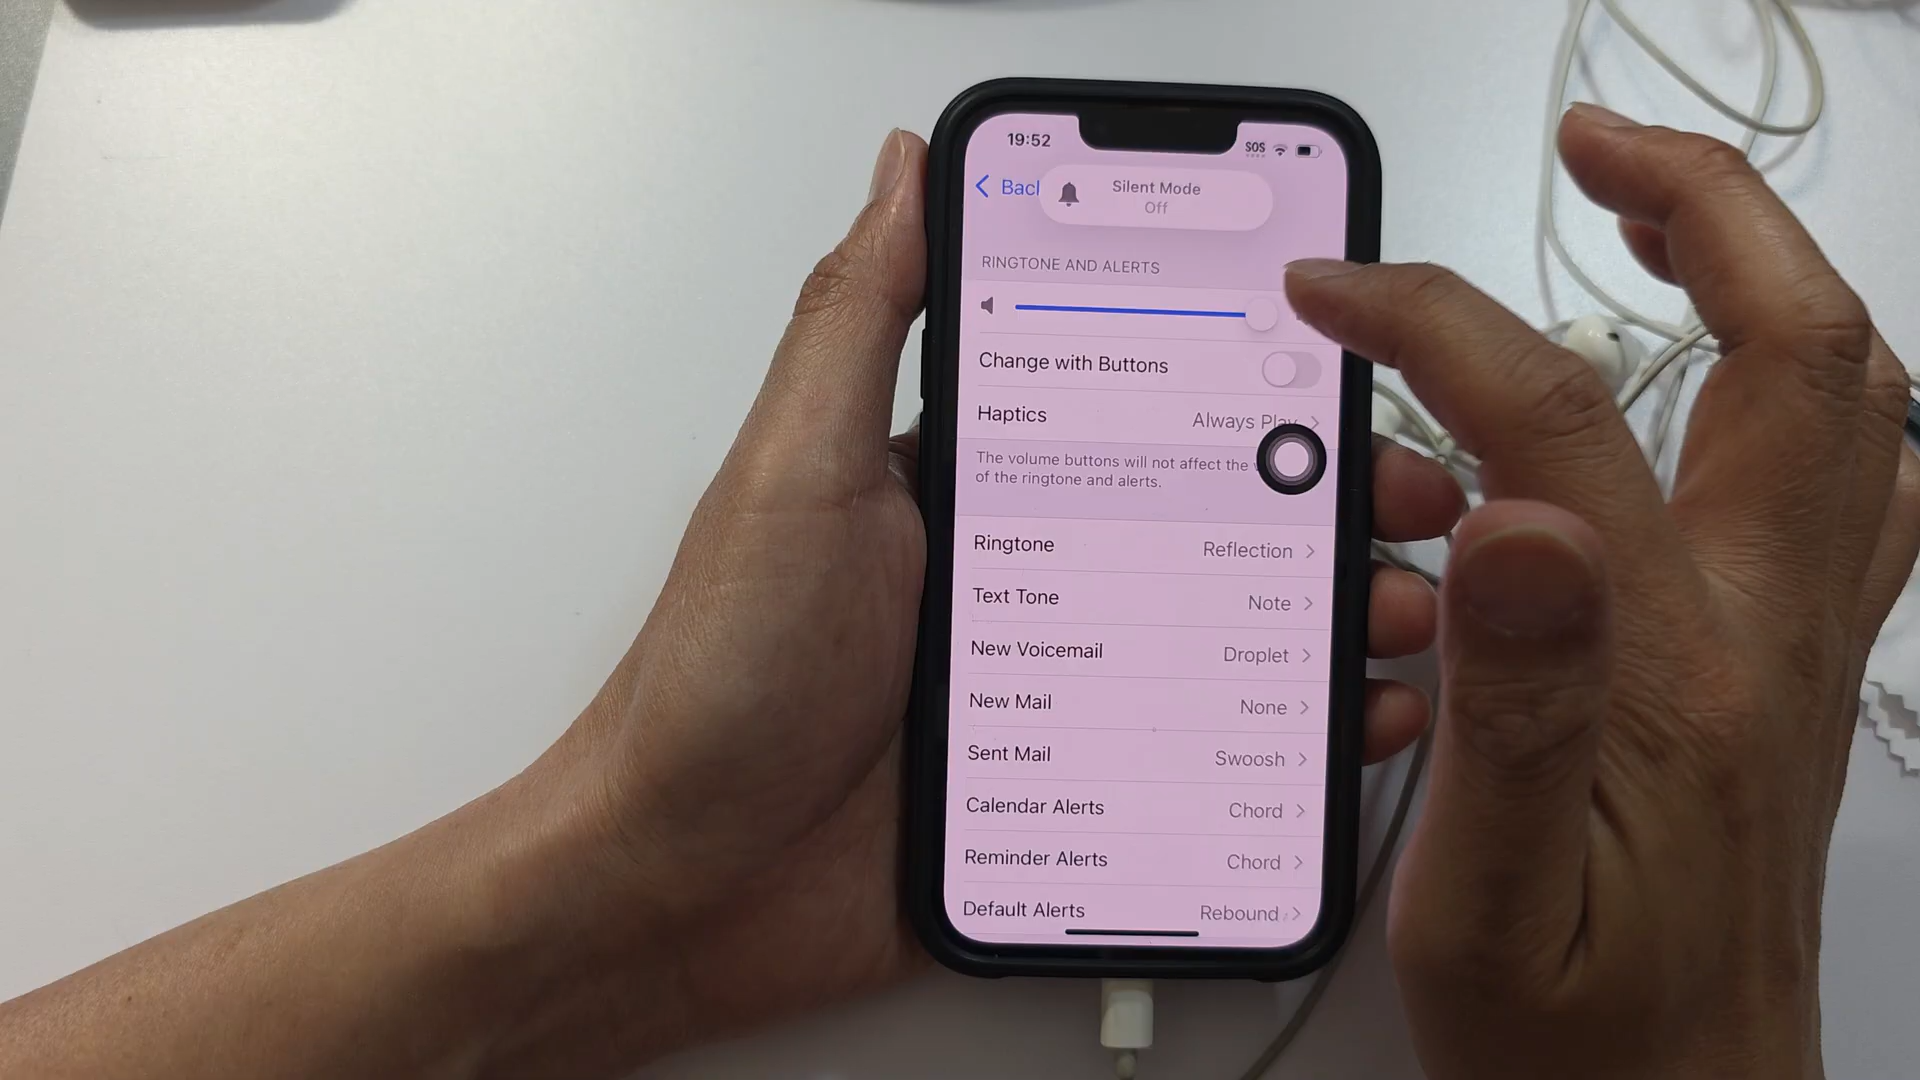 19:52
SOS
Silent Mode
Off
RINGTONE AND ALERTS
Change with Buttons
Haptics Always
The volume buttons will not affect the
of the ringtone and alerts.
Ringtone Reflection
Text Tone Note
New Voicemail Droplet
New Mail None
Sent Mail Swoosh
Calendar Alerts Chord
Reminder Alerts Chord
Default Alerts Rebound